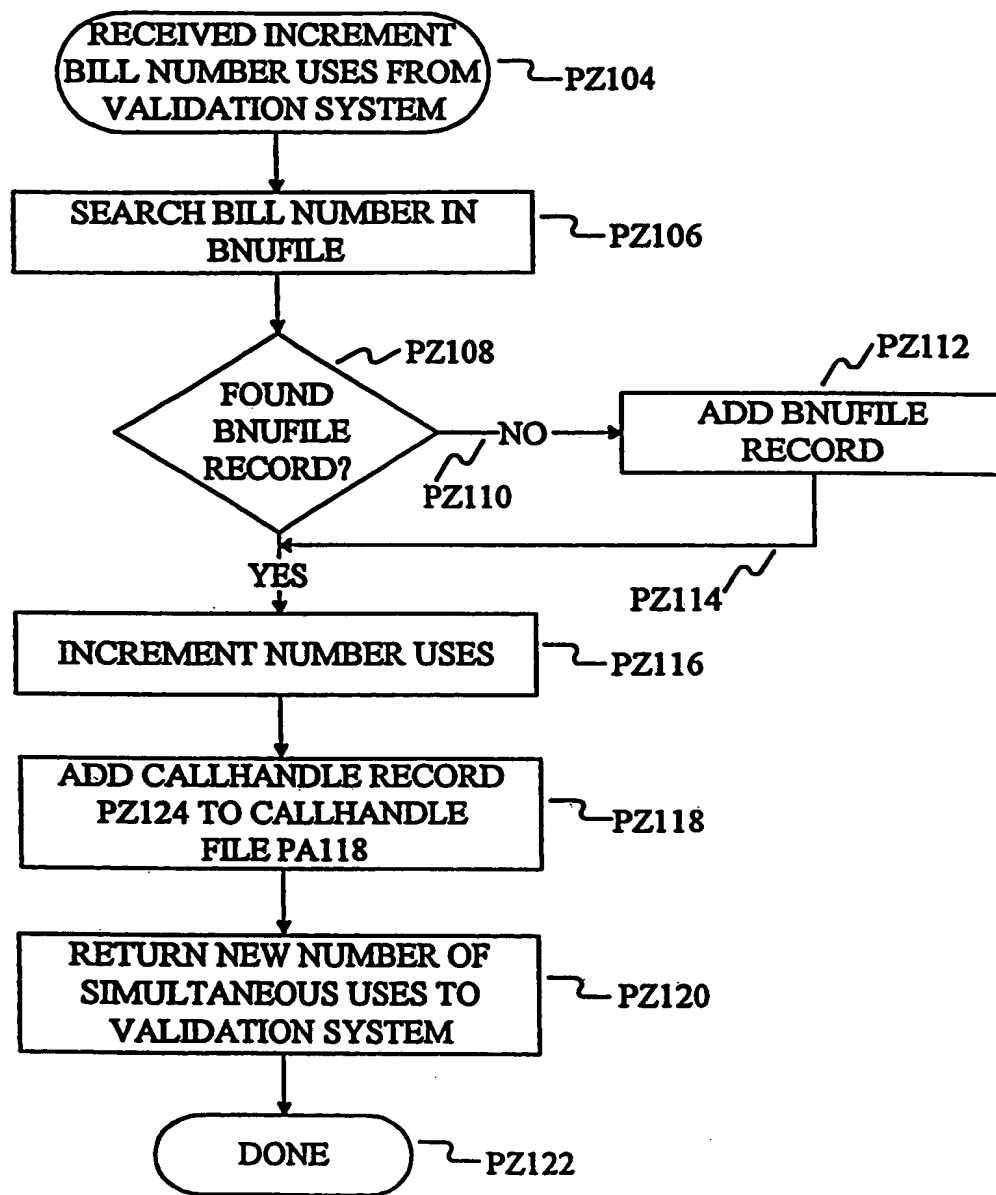 RECEIVED INCREMENT
BILL NUMBER USES FROM
VALIDATION SYSTEM
PZ104
SEARCH BILL NUMBER IN
BNUFILE
PZ106
PZ108
FOUND
BNUFILE
RECORD?
NO
PZ110
PZ112
ADD BNUFILE
RECORD
PZ114
YES
INCREMENT NUMBER USES
PZ116
ADD CALLHANDLE RECORD
PZ124 TO CALLHANDLE
FILE PA118
PZ118
RETURN NEW NUMBER OF
SIMULTANEOUS USES TO
VALIDATION SYSTEM
PZ120
DONE
PZ122